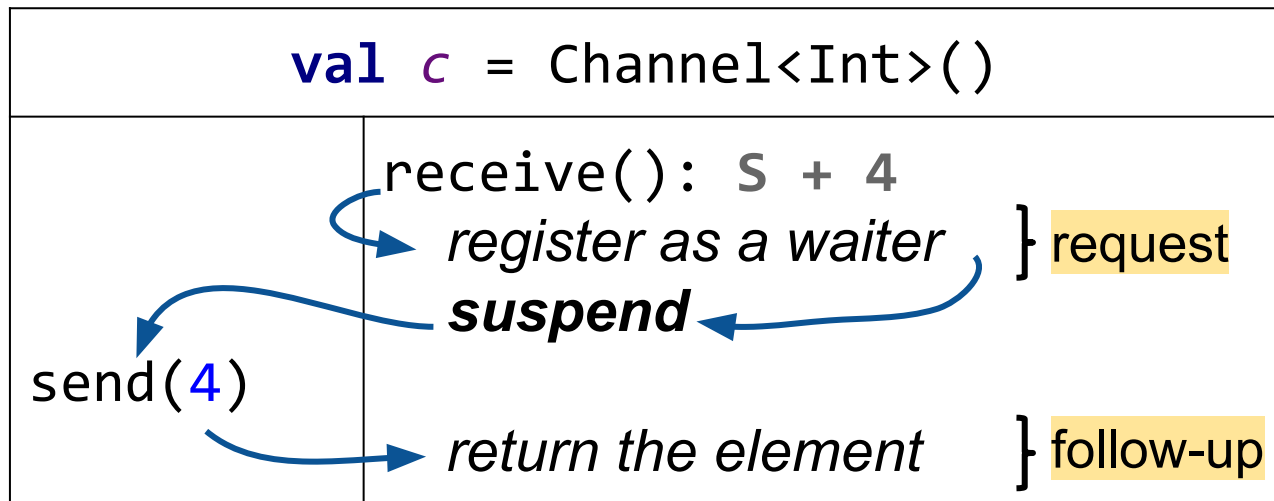 val c = Channel<Int>()
receive(): S + 4
register as a waiter
request
suspend
send(4)
return the element
follow-up